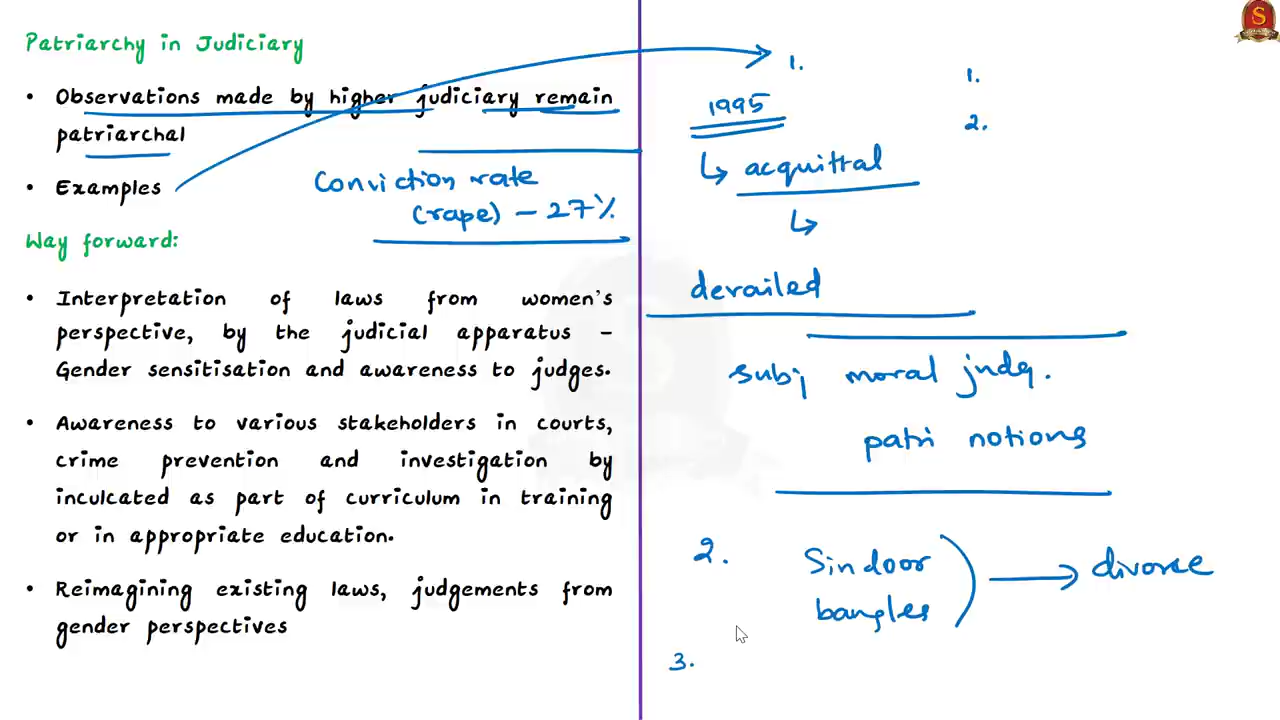 Patriarchy in Judiciary
• Observations made by higher judiciary remain
patriarchal
• Examples
Conviction rate
(rape) – 27%
Way forward:
• Interpretation of laws from women's
perspective, by the judicial apparatus –
Gender sensitisation and awareness to judges.
• Awareness to various stakeholders in courts,
crime prevention and investigation by
inculcated as part of curriculum in training
or in appropriate education.
• Reimagining existing laws, judgements from
gender perspectives
1.
1995
↳ acquittal
↳
1.
2.
derailed
subj moral judg.
patri notions
2. Sindoor
bangles ) → divorce
3.
S